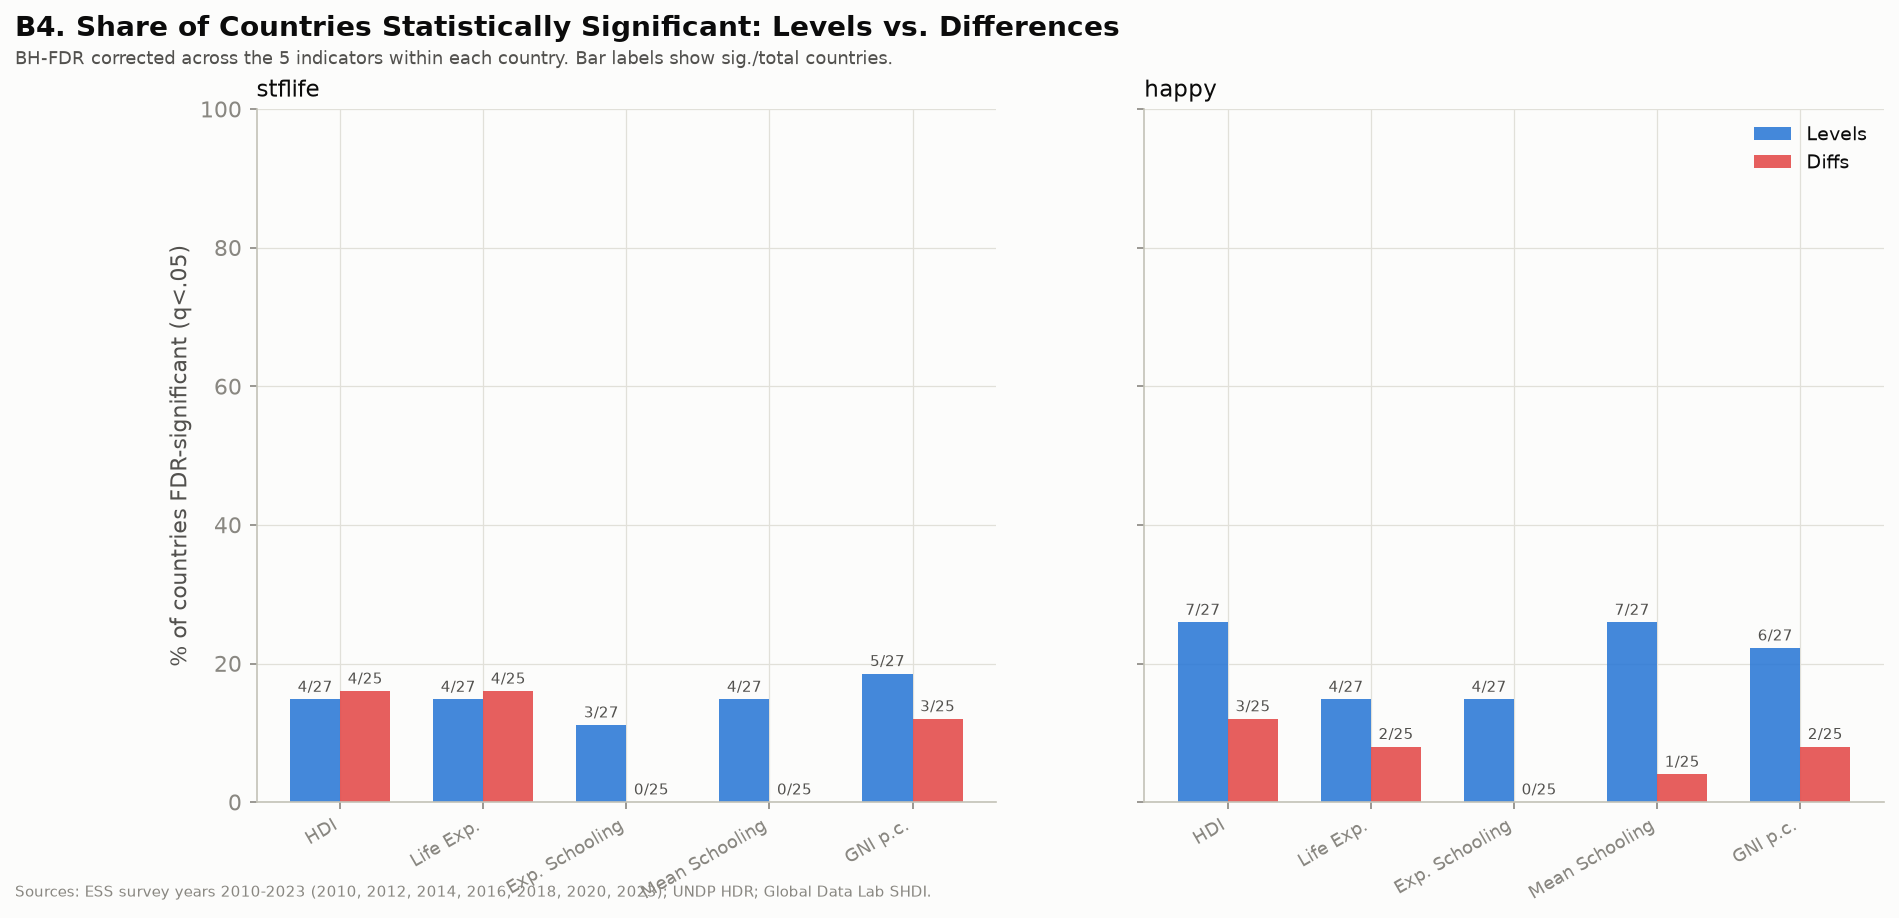 B4. Share of Countries Statistically Significant: Levels vs. Differences
BH-FDR corrected across the 5 indicators within each country. Bar labels show sig./total countries.
stflife
% of countries FDR-significant (q<.05)
100
80
60
40
20
0
4/27
4/25
4/27
4/25
3/27
0/25
4/27
0/25
5/27
3/25
HDI
Life Exp.
Exp. Schooling
Mean Schooling
GNI p.c.
happy
Levels
Diffs
7/27
3/25
4/27
2/25
4/27
0/25
7/27
1/25
6/27
2/25
HDI
Life Exp.
Exp. Schooling
Mean Schooling
GNI p.c.
Sources: ESS survey years 2010-2023 (2010, 2012, 2014, 2016, 2018, 2020, 2023); UNDP HDR; Global Data Lab SHDI.